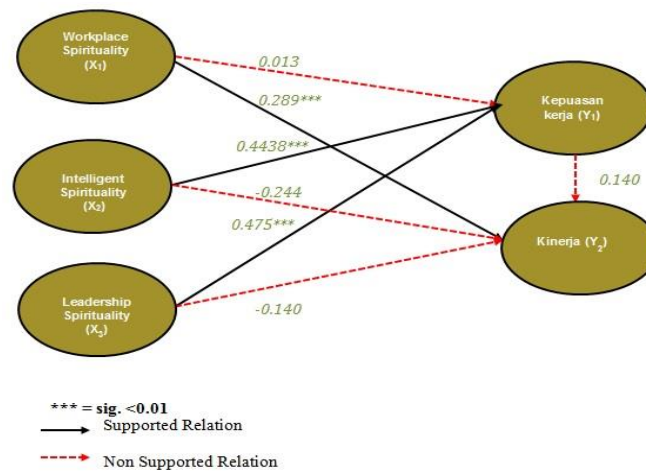 Workplace
Spirituality
(X₁)
0.013
0.289***
Kepuasan
kerja (Y₁)
0.4438***
Intelligent
Spirituality
(X₂)
-0.244
0.140
0.475***
Kinerja (Y₂)
Leadership
Spirituality
(X₃)
-0.140
*** = sig. <0.01
Supported Relation
Non Supported Relation